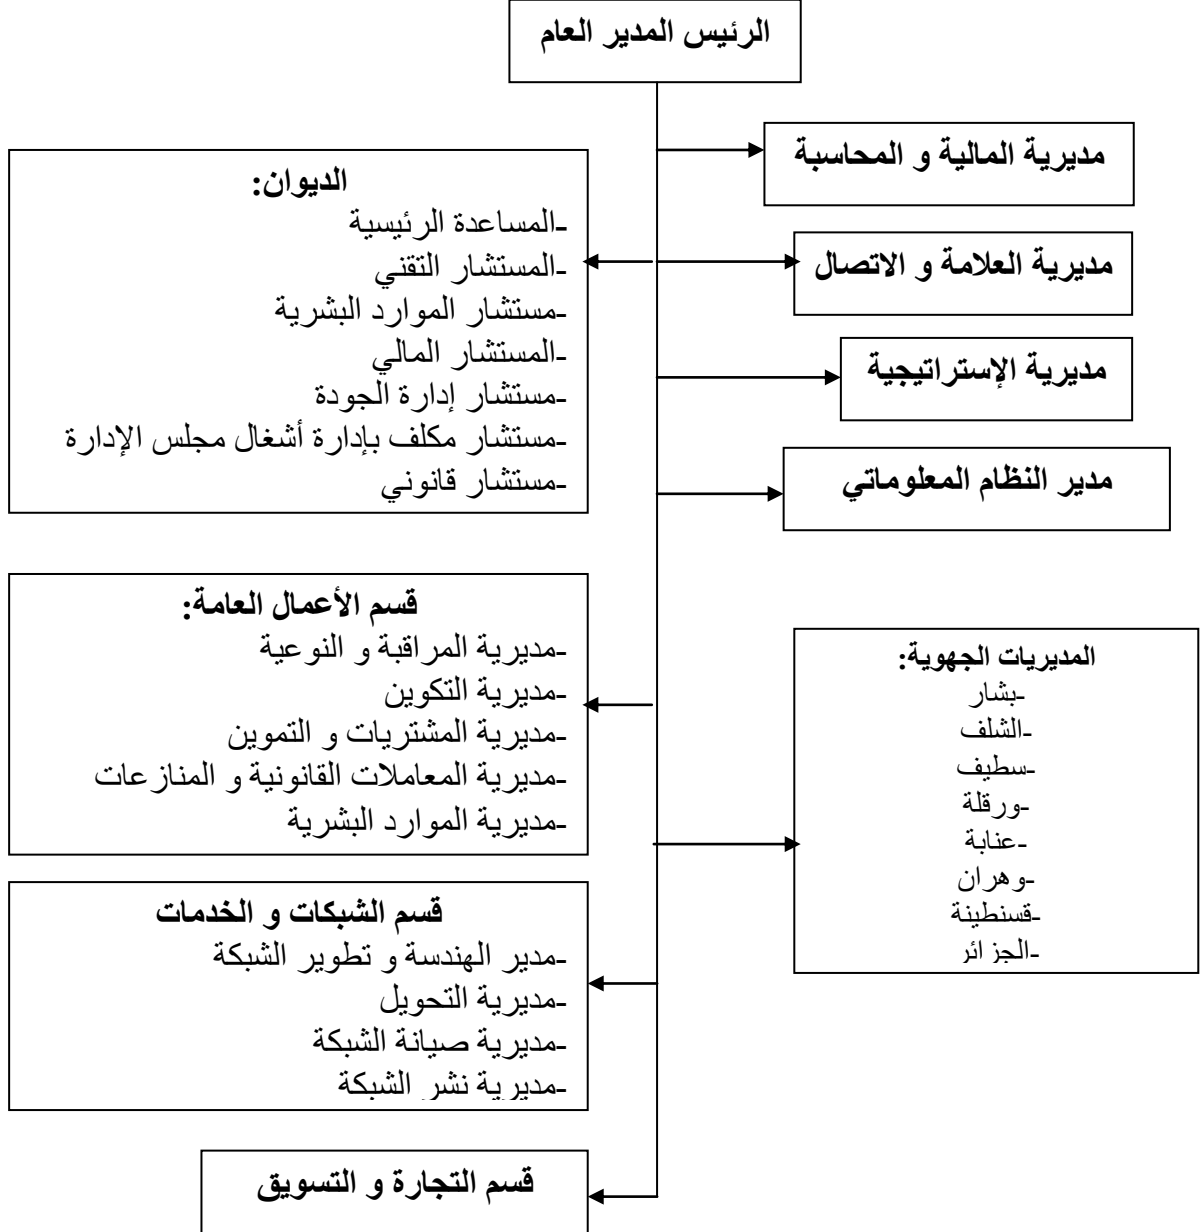 الرئيس المدير العام
مديرية المالية و المحاسبة
الديوان:
-المساعدة الرئيسية
-المستشار التقني
-مستشار الموارد البشرية
-المستشار المالي
-مستشار إدارة الجودة
-مستشار مكلف بإدارة أشغال مجلس الإدارة
-مستشار قانوني
مديرية العلامة و الاتصال
مديرية الإستراتيجية
مدير النظام المعلوماتي
قسم الأعمال العامة:
-مديرية المراقبة و النوعية
-مديرية التكوين
-مديرية المشتريات و التموين
-مديرية المعاملات القانونية و المنازعات
-مديرية الموارد البشرية
المديريات الجهوية:
-بشار
-الشلف
-سطيف
-ورقلة
-عنابة
-وهران
-قسنطينة
-الجزائر
قسم الشبكات و الخدمات
-مدير الهندسة و تطوير الشبكة
-مديرية التحويل
-مديرية صيانة الشبكة
-مديرية نشر الشبكة
قسم التجارة و التسويق